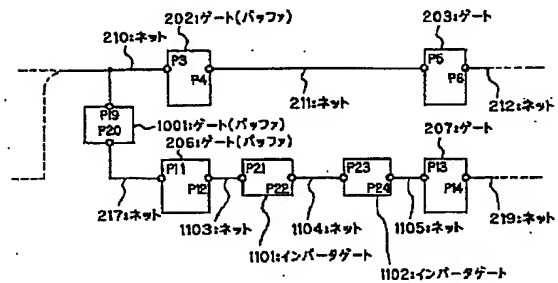 202:ゲート(バッファ)
203:ゲート
210:ネット
P3
P4
P5
P6
211:ネット
212:ネット
P19
P20
1001:ゲート(バッファ)
206:ゲート(バッファ)
207:ゲート
P11
P12
P21
P22
P23
P24
P13
P14
217:ネット
1103:ネット
1104:ネット
1105:ネット
219:ネット
1101:インバータゲート
1102:インバータゲート